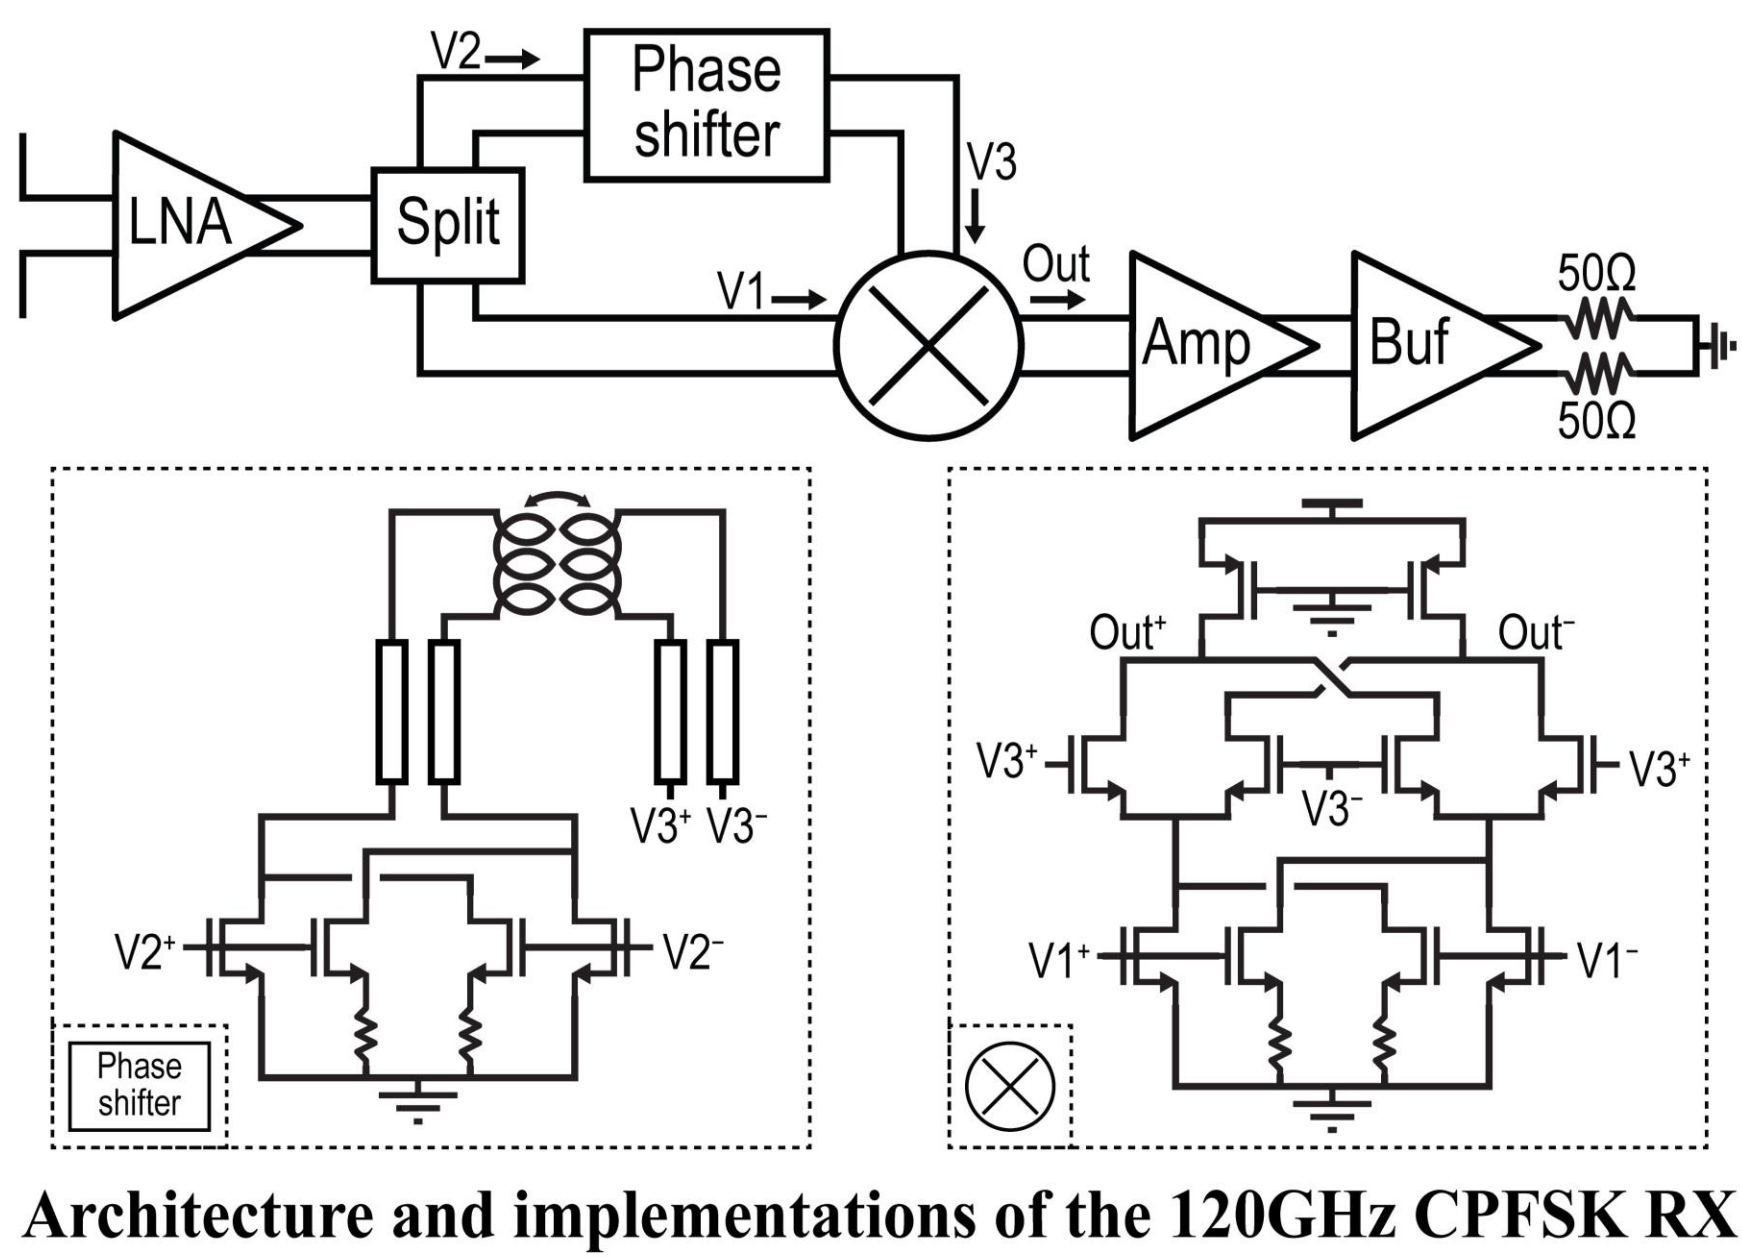 V2
Phase
shifter
V3
LNA
Split
V1
Out
50Ω
Amp
Buf
50Ω
Out⁺
Out⁻
V3⁺
V3⁻
V3⁺
V3⁺ V3⁻
V2⁺
V2⁻
V1⁺
V1⁻
Phase
shifter
Architecture and implementations of the 120GHz CPFSK RX